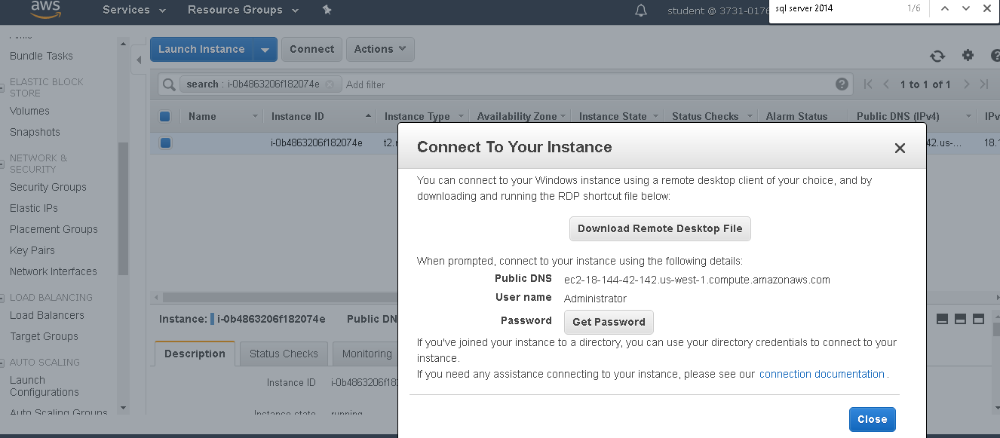 aws
Services
Resource Groups
student @ 3731-0176
sql server 2014
1/6
Bundle Tasks
ELASTIC BLOCK
STORE
Volumes
Snapshots
NETWORK &
SECURITY
Security Groups
Elastic IPs
Placement Groups
Key Pairs
Network Interfaces
LOAD BALANCING
Load Balancers
Target Groups
AUTO SCALING
Launch
Configurations
Auto Scaling Groups
Launch Instance
Connect
Actions
search : i-0b4863206f182074e
Add filter
1 to 1 of 1
Name
Instance ID
Instance Type
Availability Zone
Instance State
Status Checks
Alarm Status
Public DNS (IPv4)
IPv
i-0b4863206f182074e
42.us-...
18.1
Connect To Your Instance
You can connect to your Windows instance using a remote desktop client of your choice, and by
downloading and running the RDP shortcut file below:
Download Remote Desktop File
When prompted, connect to your instance using the following details:
Public DNS ec2-18-144-42-142.us-west-1.compute.amazonaws.com
User name Administrator
Password Get Password
If you've joined your instance to a directory, you can use your directory credentials to connect to your
instance.
If you need any assistance connecting to your instance, please see our connection documentation .
Close
Instance: i-0b4863206f182074e Public DN
Description
Status Checks
Monitoring
Instance ID i-0b4863206f182
Instance state running